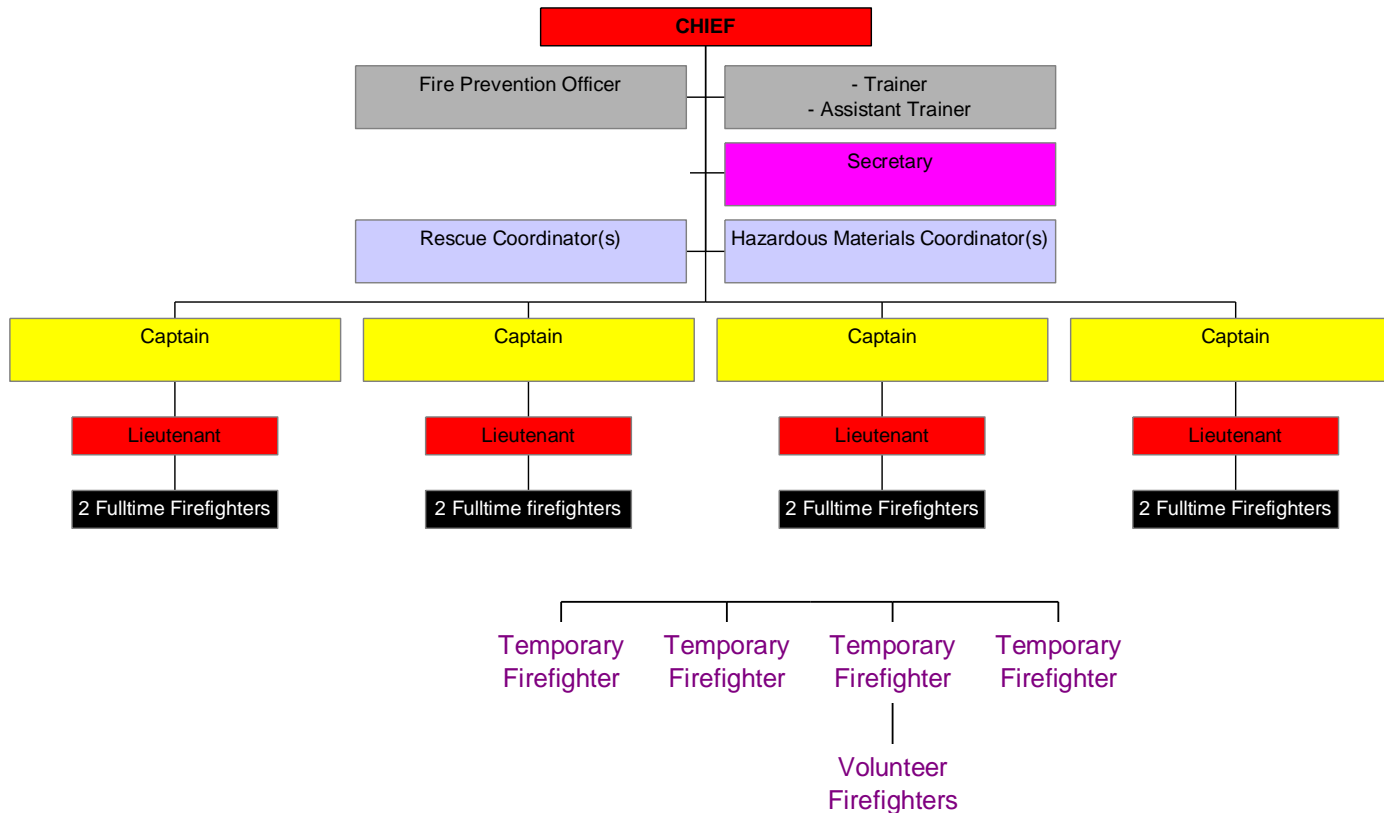 CHIEF
Fire Prevention Officer
- Trainer
- Assistant Trainer
Secretary
Rescue Coordinator(s)
Hazardous Materials Coordinator(s)
Captain
Captain
Captain
Captain
Lieutenant
Lieutenant
Lieutenant
Lieutenant
2 Fulltime Firefighters
2 Fulltime firefighters
2 Fulltime Firefighters
2 Fulltime Firefighters
Temporary
Firefighter
Temporary
Firefighter
Temporary
Firefighter
Temporary
Firefighter
Volunteer
Firefighters